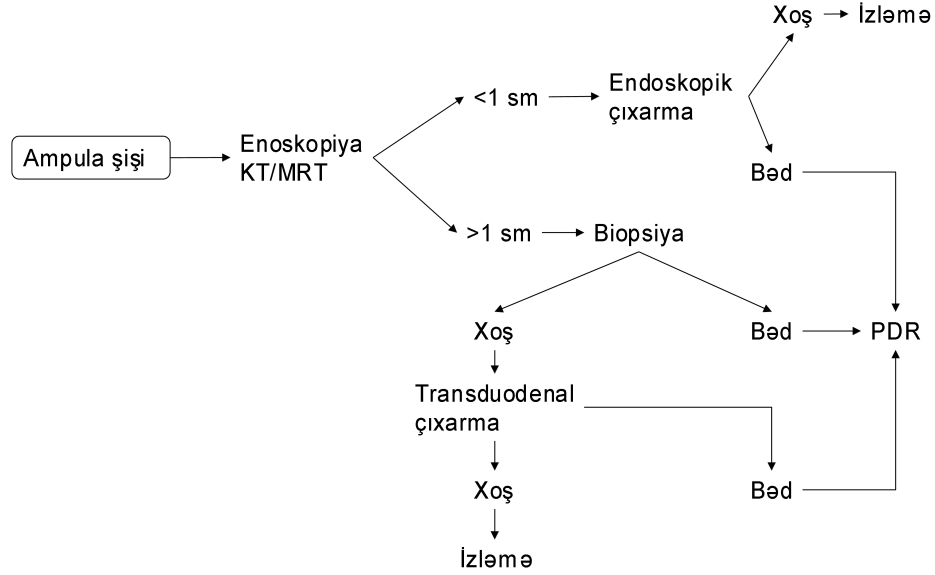 Xoş
İzləmə
<1 sm
Endoskopik
çıxarma
Ampula şişi
Enoskopiya
KT/MRT
Bəd
>1 sm
Biopsiya
Xoş
Bəd
PDR
Transduodenal
çıxarma
Xoş
Bəd
İzləmə